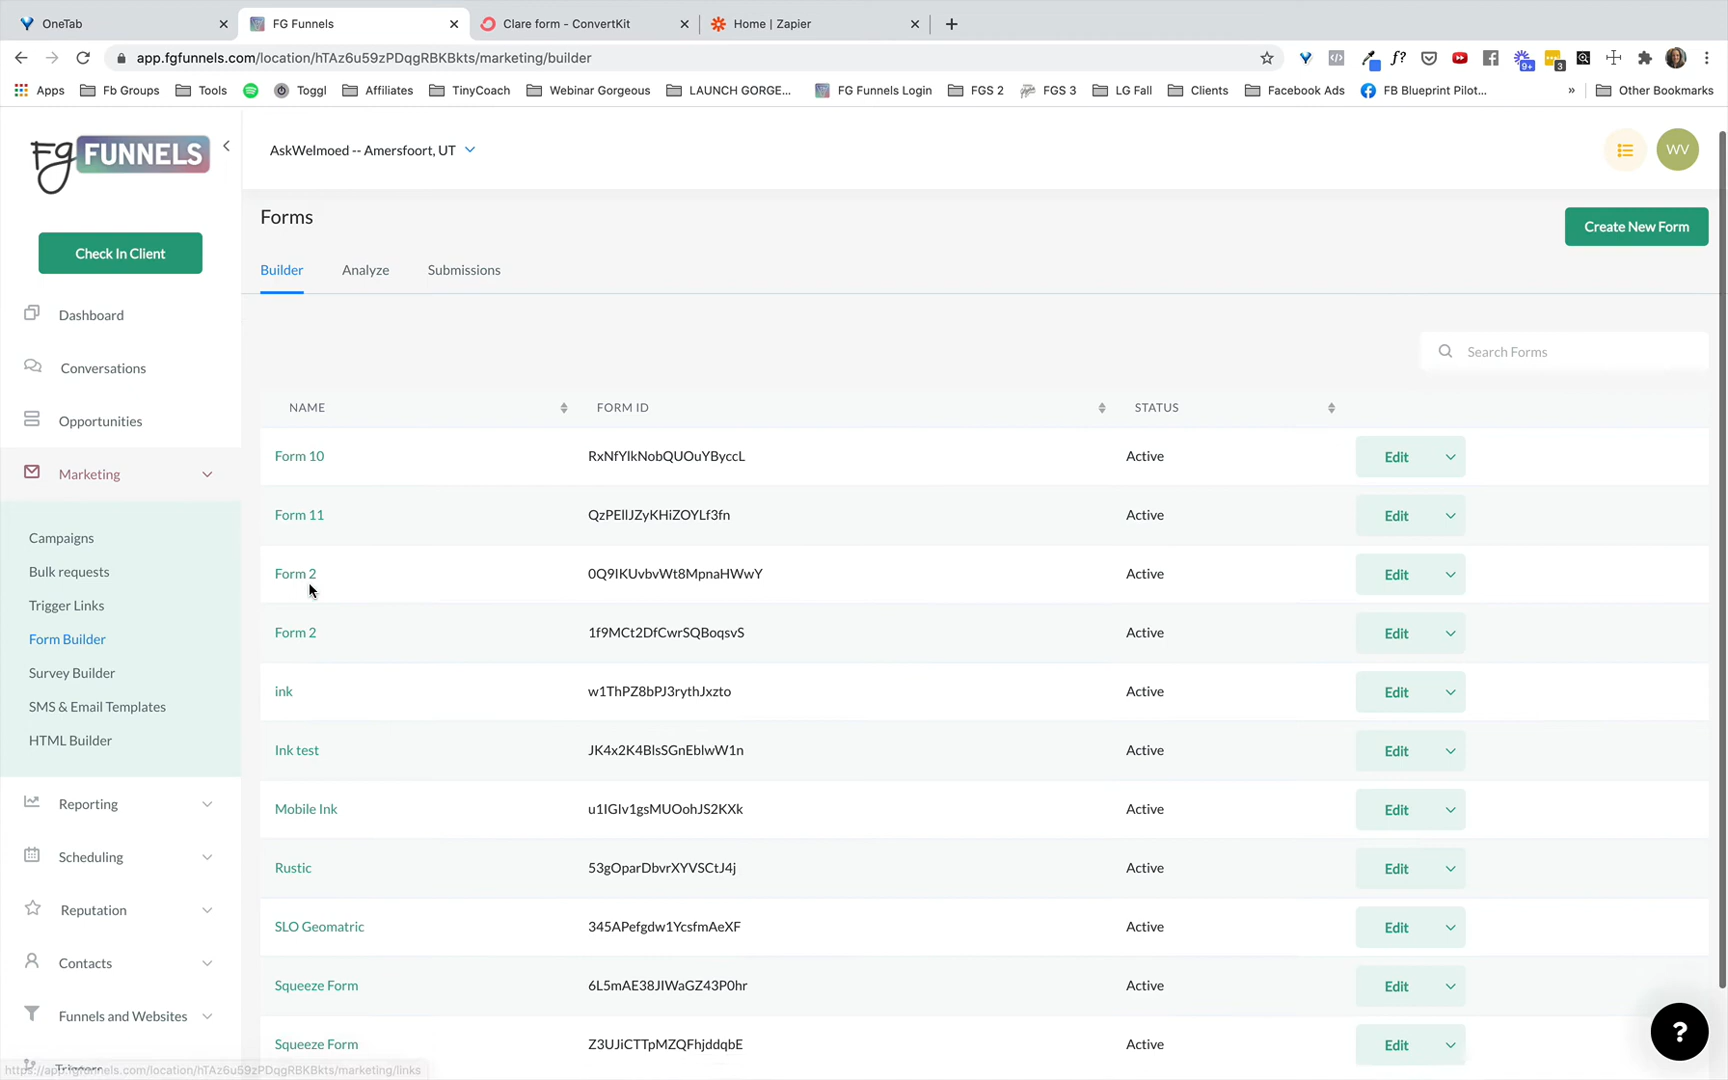 OneTab
FG Funnels
Clare form - ConvertKit
Home | Zapier
app.fgfunnels.com/location/hTAz6u59zPDqgRBKBkts/marketing/builder
f?
9+
3
Apps
Fb Groups
Tools
Toggl
Affiliates
TinyCoach
Webinar Gorgeous
LAUNCH GORGE...
FG Funnels Login
FGS 2
FGS 3
LG Fall
Clients
Facebook Ads
FB Blueprint Pilot...
»
Other Bookmarks
Fg FUNNELS
AskWelmoed -- Amersfoort, UT
WV
Check In Client
Dashboard
Conversations
Opportunities
Marketing
Campaigns
Bulk requests
Trigger Links
Form Builder
Survey Builder
SMS & Email Templates
HTML Builder
Reporting
Scheduling
Reputation
Contacts
Funnels and Websites
Triggers
Forms
Create New Form
Builder Analyze Submissions
Search Forms
NAME FORM ID STATUS
Form 10 RxNfYlkNobQUOuYByccL Active Edit
Form 11 QzPEllJZyKHiZOYLf3fn Active Edit
Form 2 0Q9IKUvbvWt8MpnaHWwY Active Edit
Form 2 1f9MCt2DfCwrSQBoqsvS Active Edit
ink w1ThPZ8bPJ3rythJxzto Active Edit
Ink test JK4x2K4BlsSGnEblwW1n Active Edit
Mobile Ink u1IGlv1gsMUOohJS2KXk Active Edit
Rustic 53gOparDbvrXYVSCtJ4j Active Edit
SLO Geomatric 345APefgdw1YcsfmAeXF Active Edit
Squeeze Form 6L5mAE38JIWaGZ43P0hr Active Edit
Squeeze Form Z3UJiCTTpMZQFhjddqbE Active Edit
?
https://app.fgfunnels.com/location/hTAz6u59zPDqgRBKBkts/marketing/links